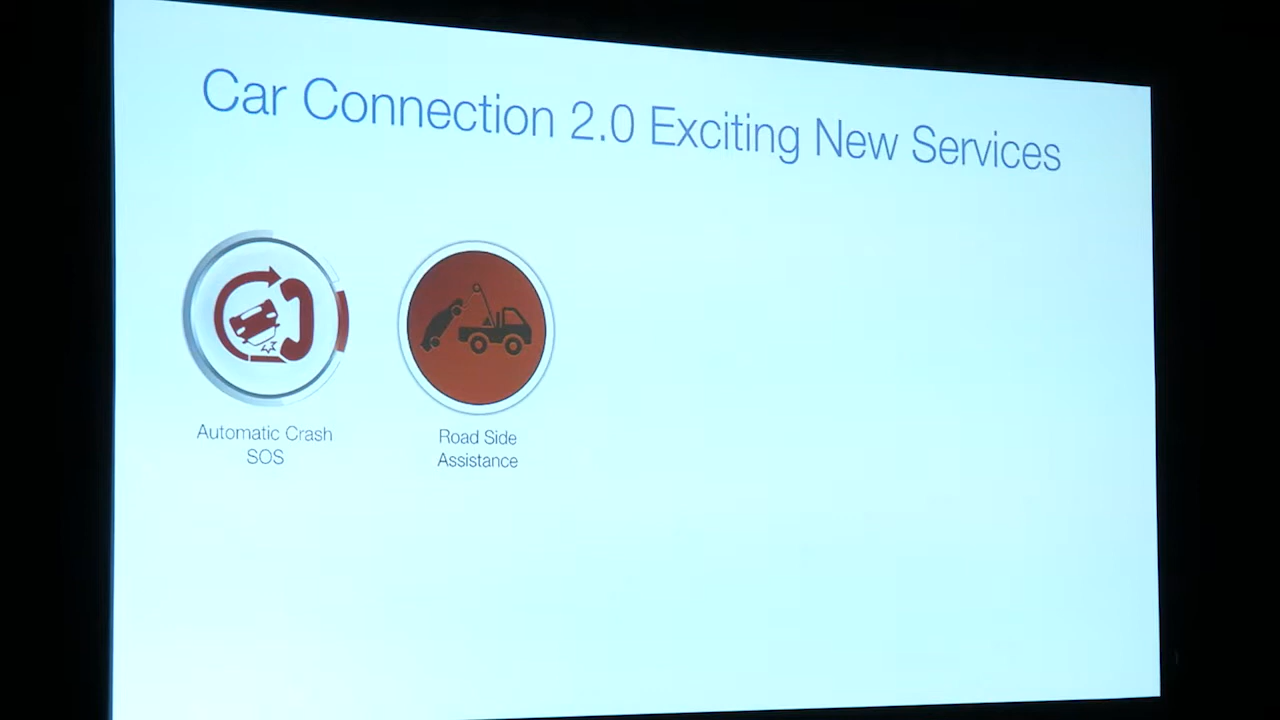 Car Connection 2.0 Exciting New Services
Automatic Crash
SOS
Road Side
Assistance